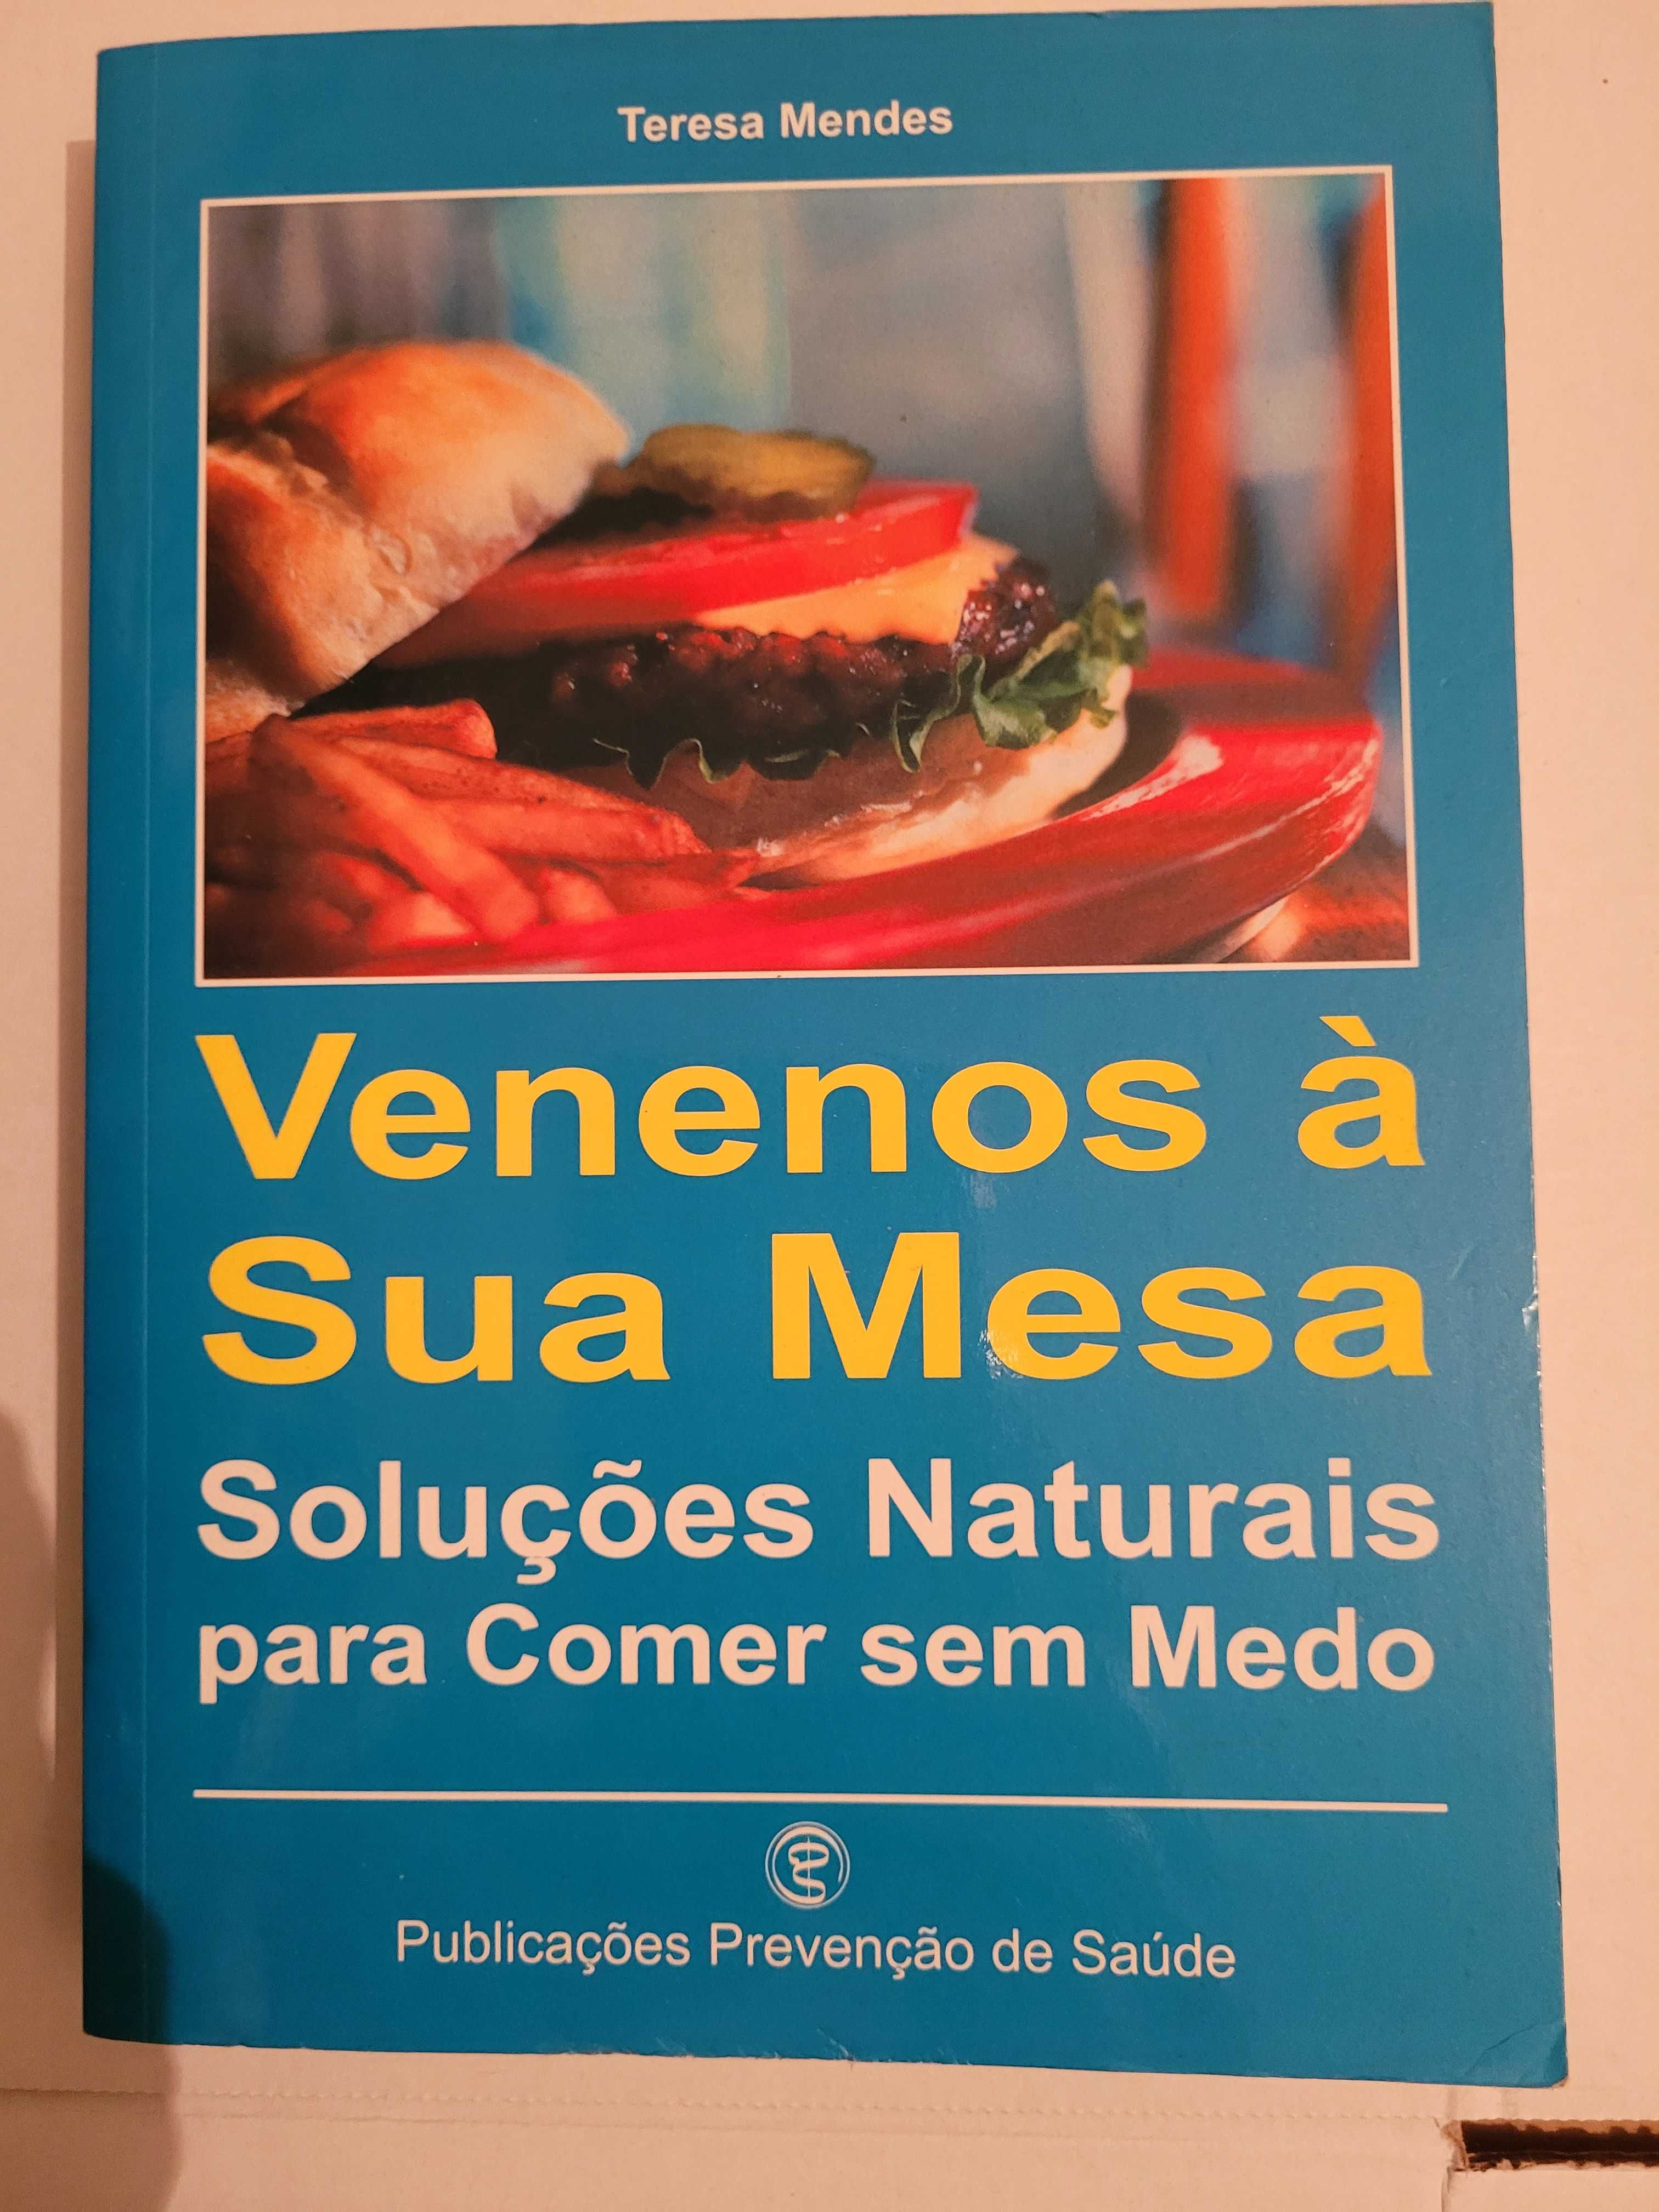 Teresa Mendes
Venenos à
Sua Mesa
Soluções Naturais
para Comer sem Medo
Publicações Prevenção de Saúde